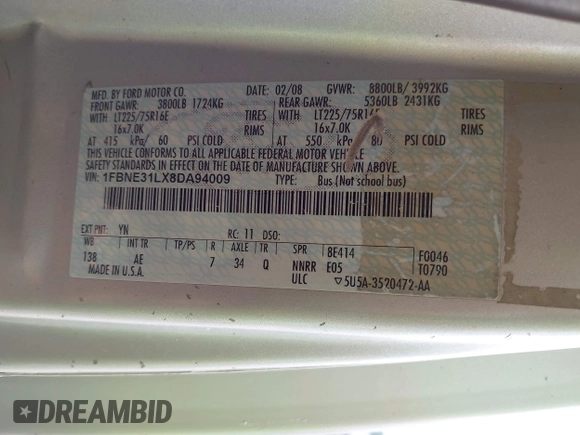 MFD. BY FORD MOTOR CO. DATE: 02/08 GVWR: 8800LB/ 3992KG
FRONT GAWR: 3800LB 1724KG REAR GAWR: 5360LB 2431KG
WITH LT225/75R16E TIRES WITH LT225/75R16E TIRES
16x7.0K RIMS 16x7.0K RIMS
AT 415 kPa/ 60 PSI COLD AT 550 kPa/ 80 PSI COLD
THIS VEHICLE CONFORMS TO ALL APPLICABLE FEDERAL MOTOR VEHICLE
SAFETY STANDARDS IN EFFECT ON THE DATE OF MANUFACTURE SHOWN ABOVE.
VIN: 1FBNE31LX8DA94009 TYPE: Bus (Not school bus)
EXT PNT: YN RC: 11 DSO:
WB INT TR TP/PS R AXLE TR SPR 8E414 F0046
138 AE 7 34 Q NNRR E05 T0790
MADE IN U.S.A. ULC ▽5U5A-3520472-AA
DREAMBID